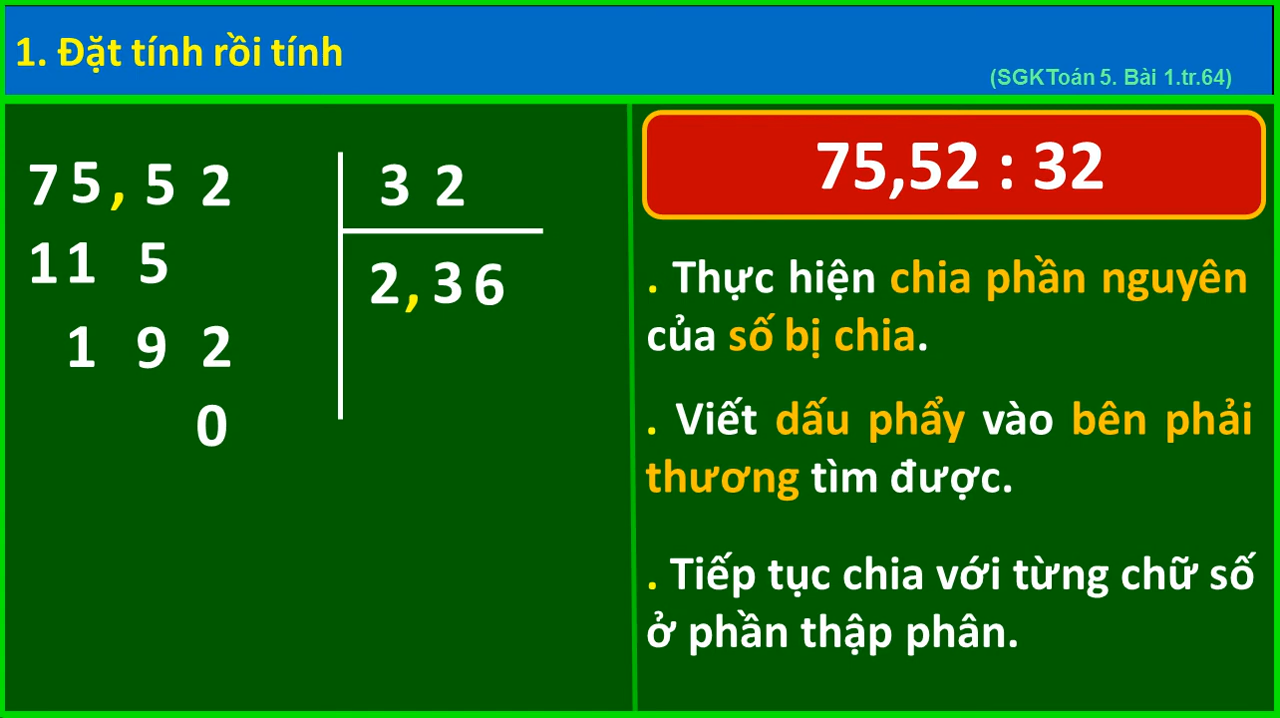 1. Đặt tính rồi tính
(SGKToán 5. Bài 1.tr.64)
75,52 32
11 5
2,36
1 9 2
0
75,52 : 32
. Thực hiện chia phần nguyên
của số bị chia.
. Viết dấu phẩy vào bên phải
thương tìm được.
. Tiếp tục chia với từng chữ số
ở phần thập phân.